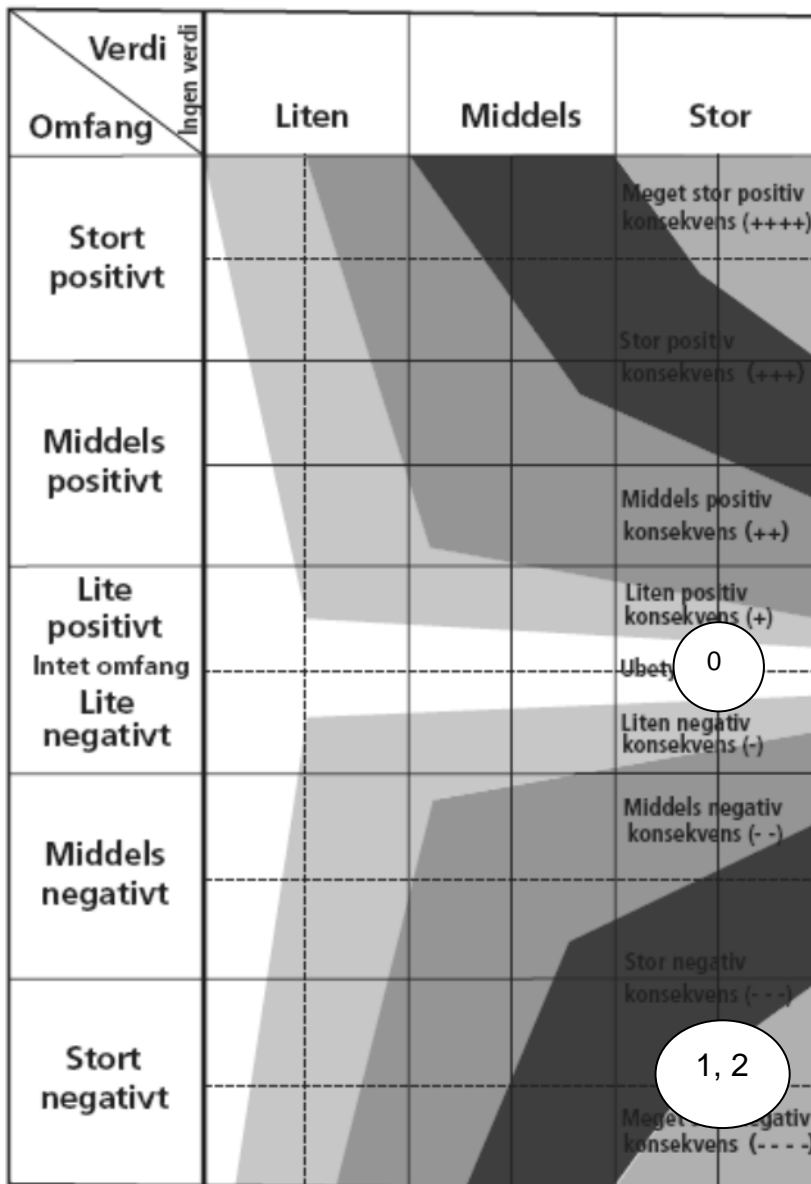 Verdi
Ingen verdi
Omfang
Liten
Middels
Stor
Stort
positivt
Meget stor positiv
konsekvens (++++)
Stor positiv
konsekvens (+++)
Middels
positivt
Middels positiv
konsekvens (++)
Lite
positivt
Liten positiv
konsekvens (+)
Intet omfang
0
Lite
negativt
Liten negativ
konsekvens (-)
Middels
negativt
Middels negativ
konsekvens (- -)
Stor negativ
konsekvens (- - -)
Stort
negativt
1, 2
Meget
konsekvens (- - - -)